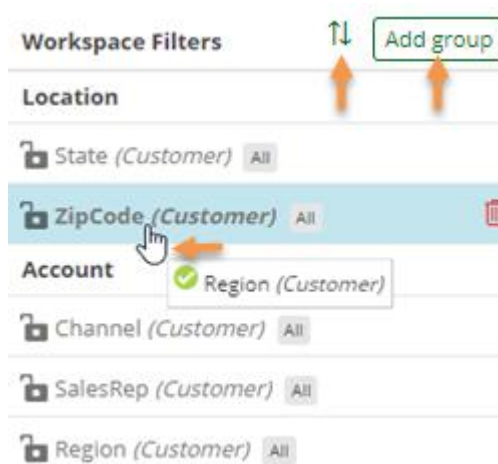 Workspace Filters Add group
Location
State (Customer) All
ZipCode (Customer) All
Account
Region (Customer)
Channel (Customer) All
SalesRep (Customer) All
Region (Customer) All